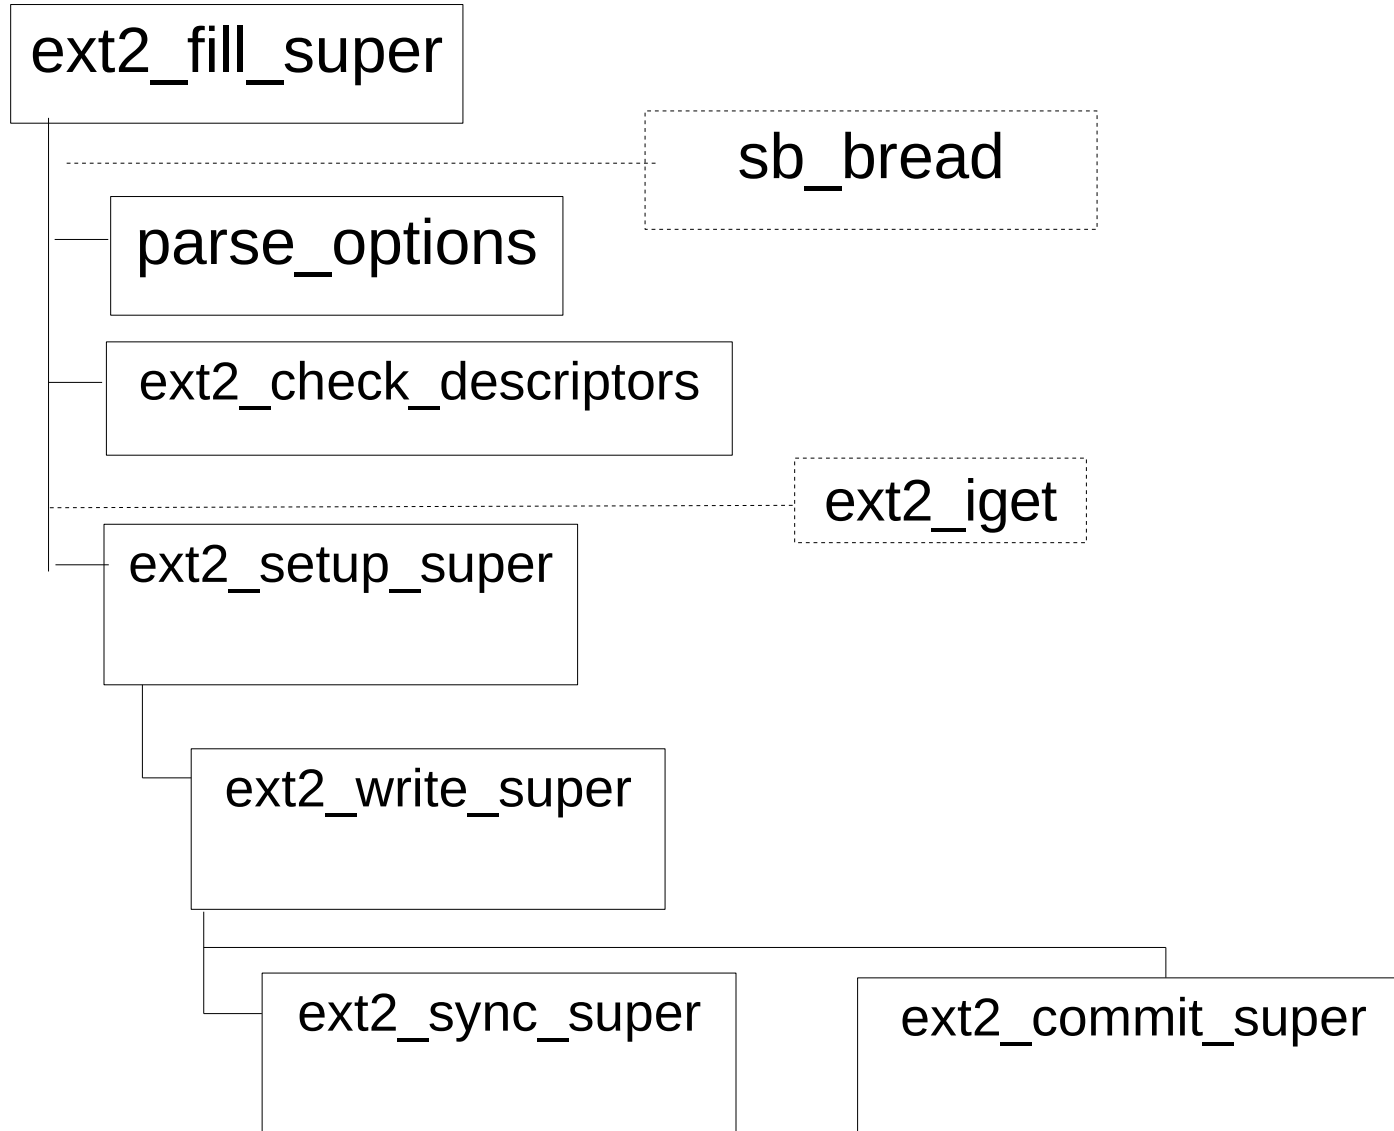 ext2_fill_super
sb_bread
parse_options
ext2_check_descriptors
ext2_iget
ext2_setup_super
ext2_write_super
ext2_sync_super
ext2_commit_super